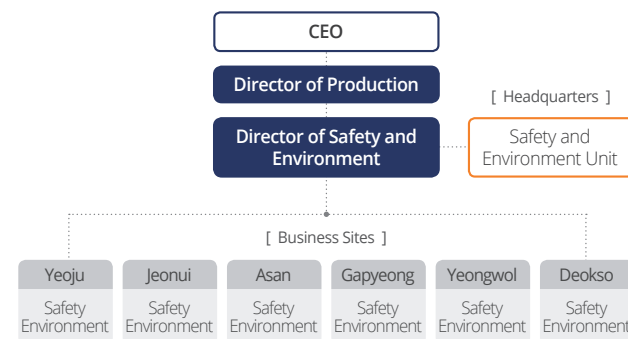 CEO
Director of Production
[ Headquarters ]
Director of Safety and
Environment
Safety and
Environment Unit
[ Business Sites ]
Yeoju
Jeonui
Asan
Gapyeong
Yeongwol
Deokso
Safety
Environment
Safety
Environment
Safety
Environment
Safety
Environment
Safety
Environment
Safety
Environment